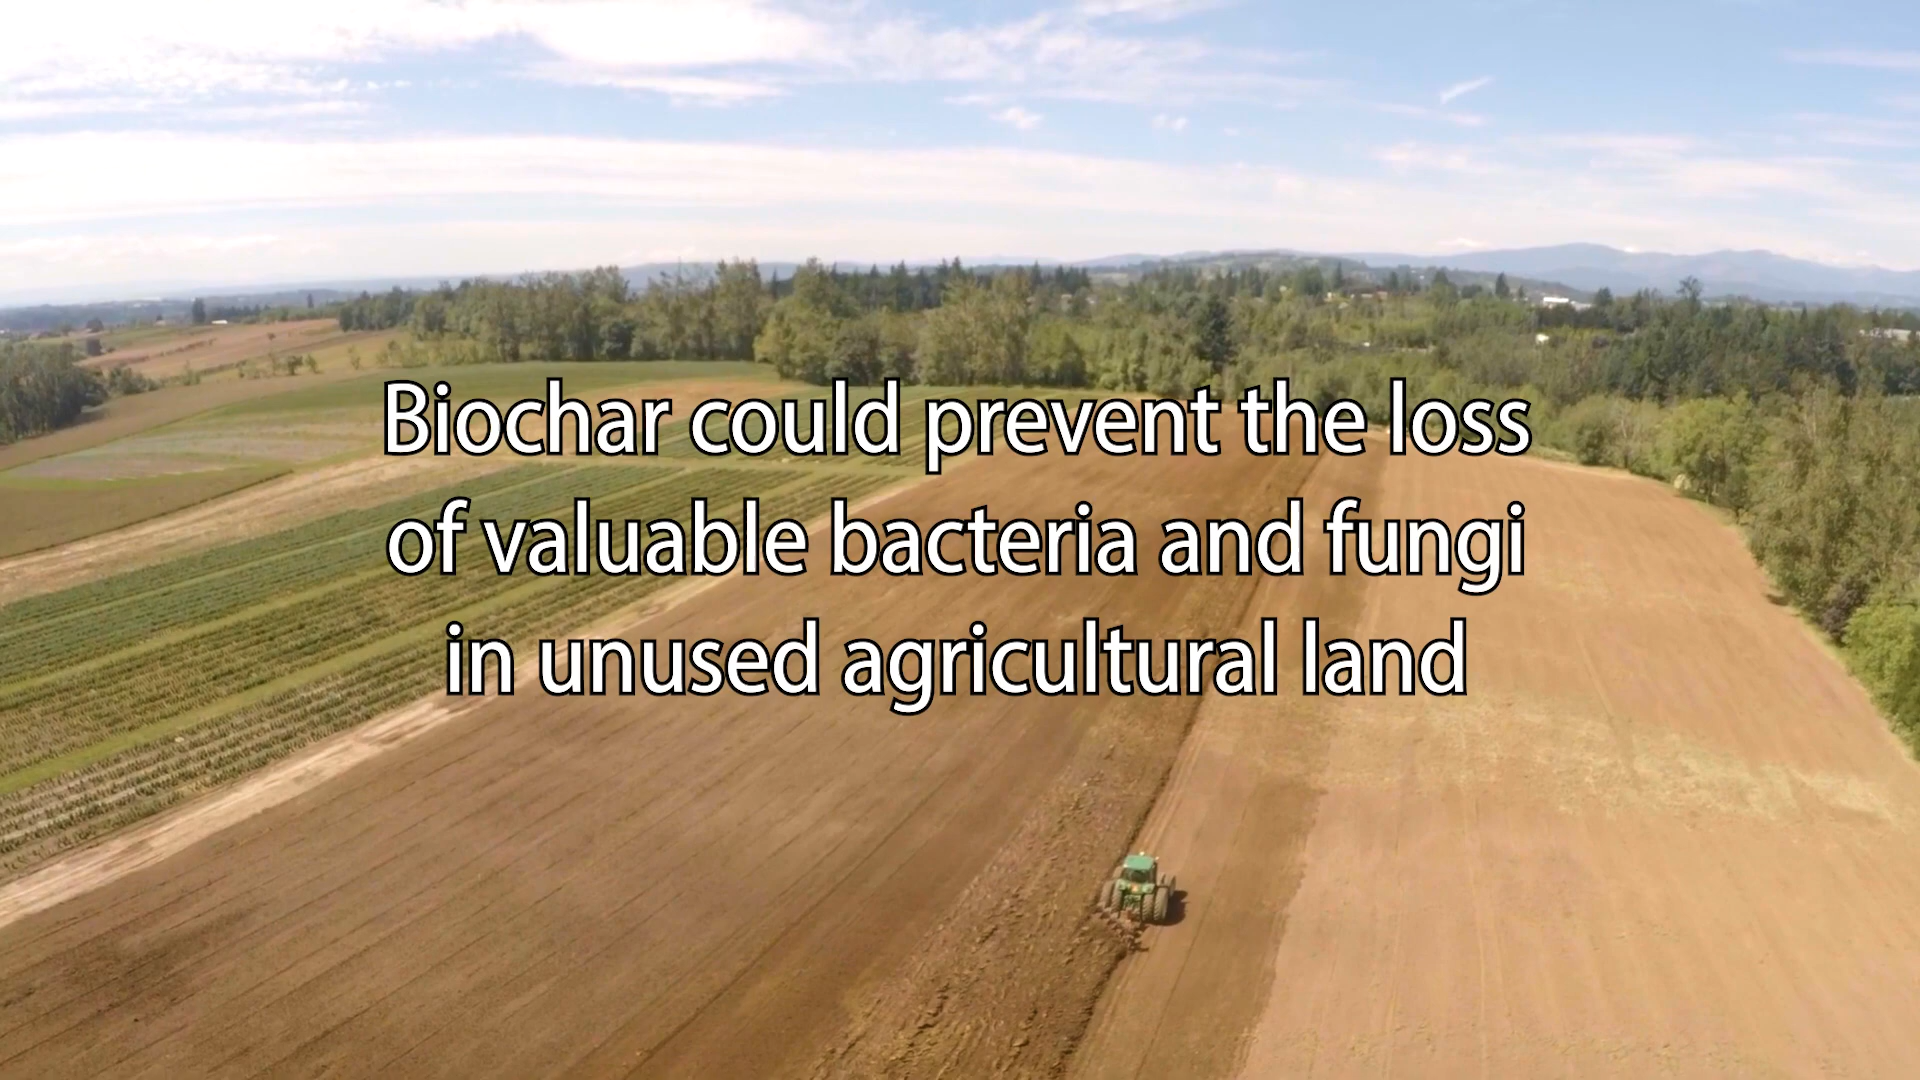 Biochar could prevent the loss
of valuable bacteria and fungi
in unused agricultural land